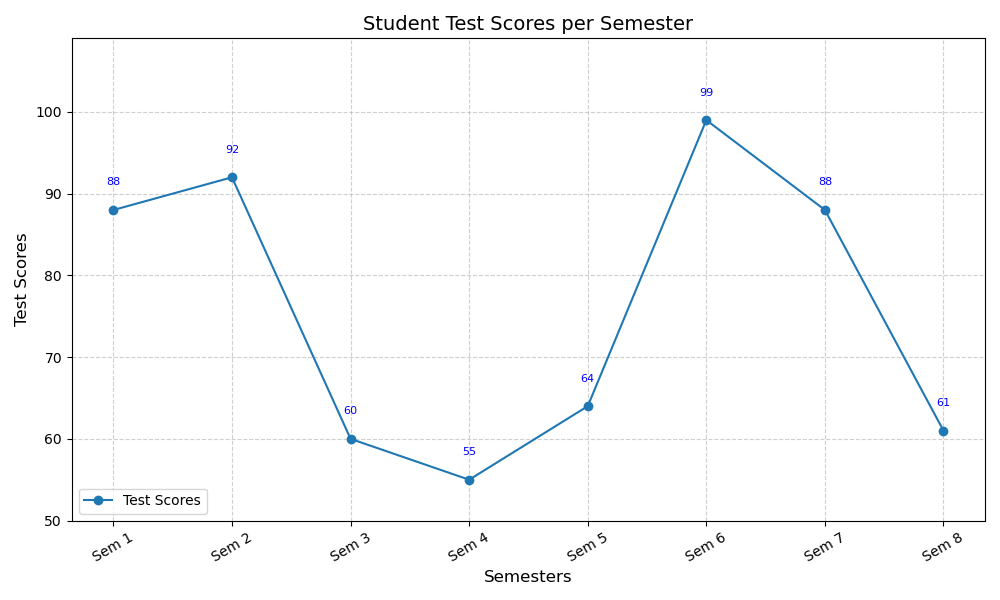 Student Test Scores per Semester
Test Scores
100
90
80
70
60
50
88
92
60
55
64
99
88
61
Test Scores
Sem 1
Sem 2
Sem 3
Sem 4
Sem 5
Sem 6
Sem 7
Sem 8
Semesters